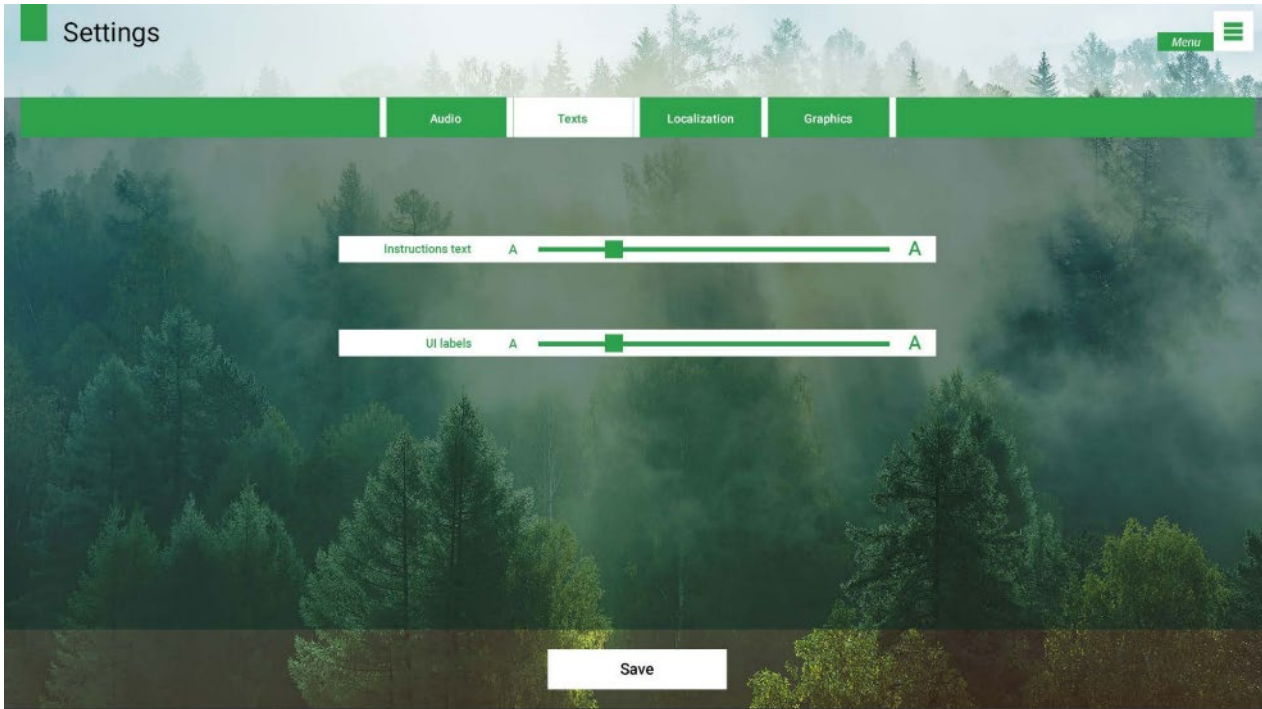 Settings
Menu
Audio
Texts
Localization
Graphics
Instructions text A A
UI labels A A
Save